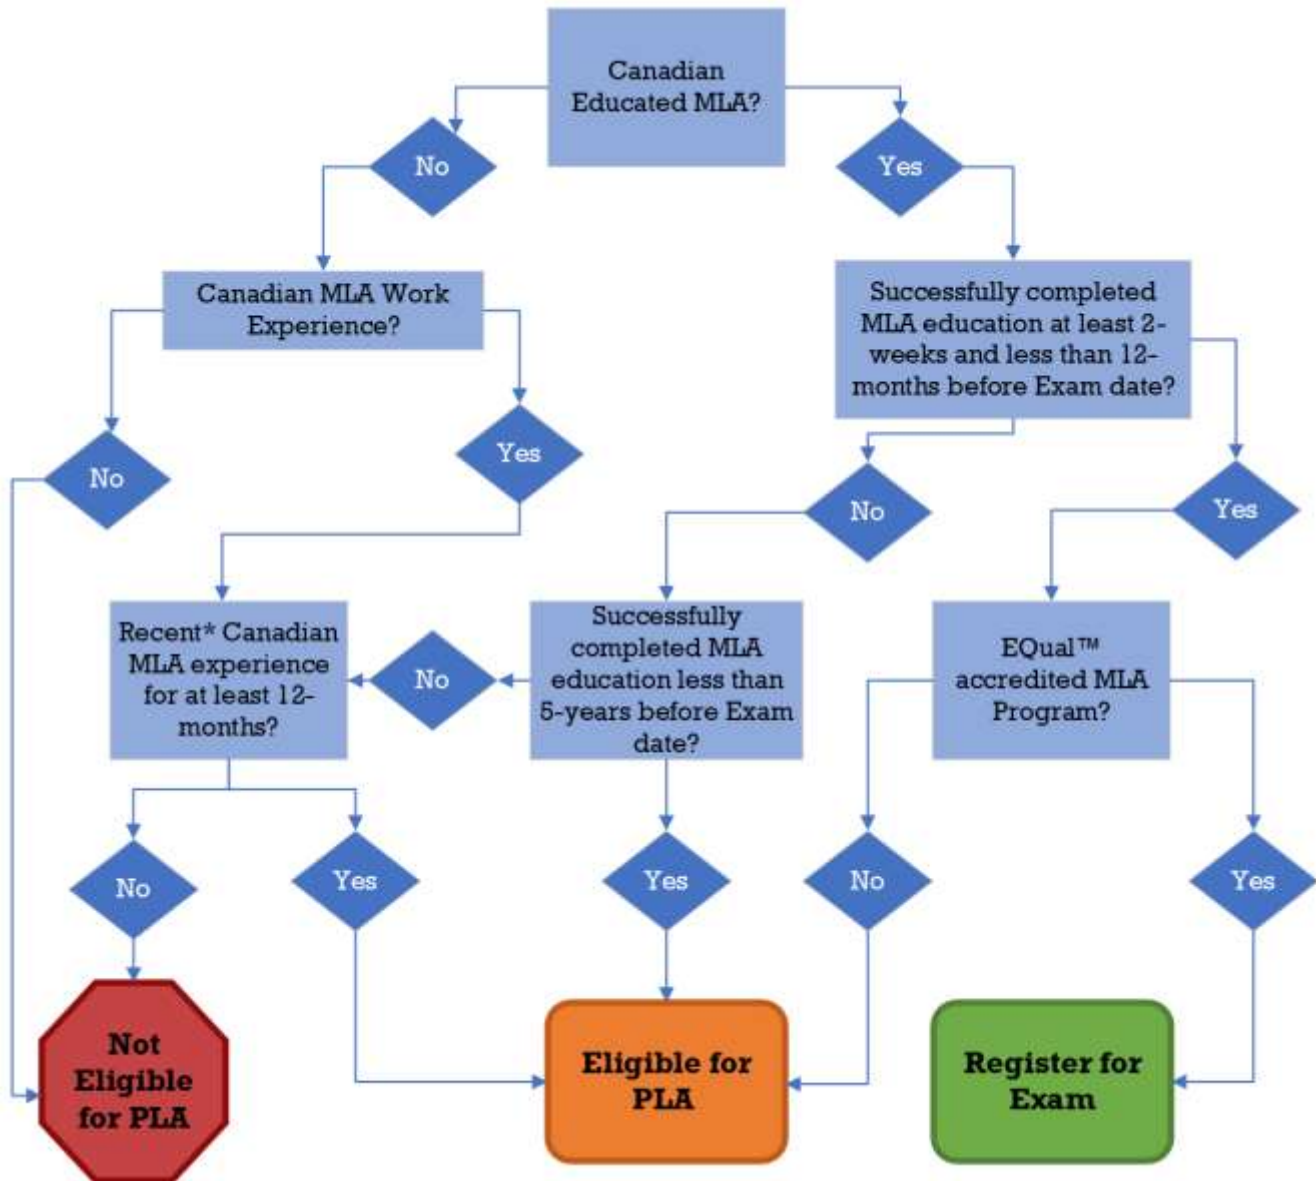 Canadian
Educated MLA?
No
Yes
Canadian MLA Work
Experience?
Successfully completed
MLA education at least 2-
weeks and less than 12-
months before Exam date?
No
Yes
No
Yes
Recent* Canadian
MLA experience
for at least 12-
months?
No
Successfully
completed MLA
education less than
5-years before Exam
date?
EQual™
accredited MLA
Program?
No
Yes
Yes
No
Yes
Not
Eligible
for PLA
Eligible for
PLA
Register for
Exam